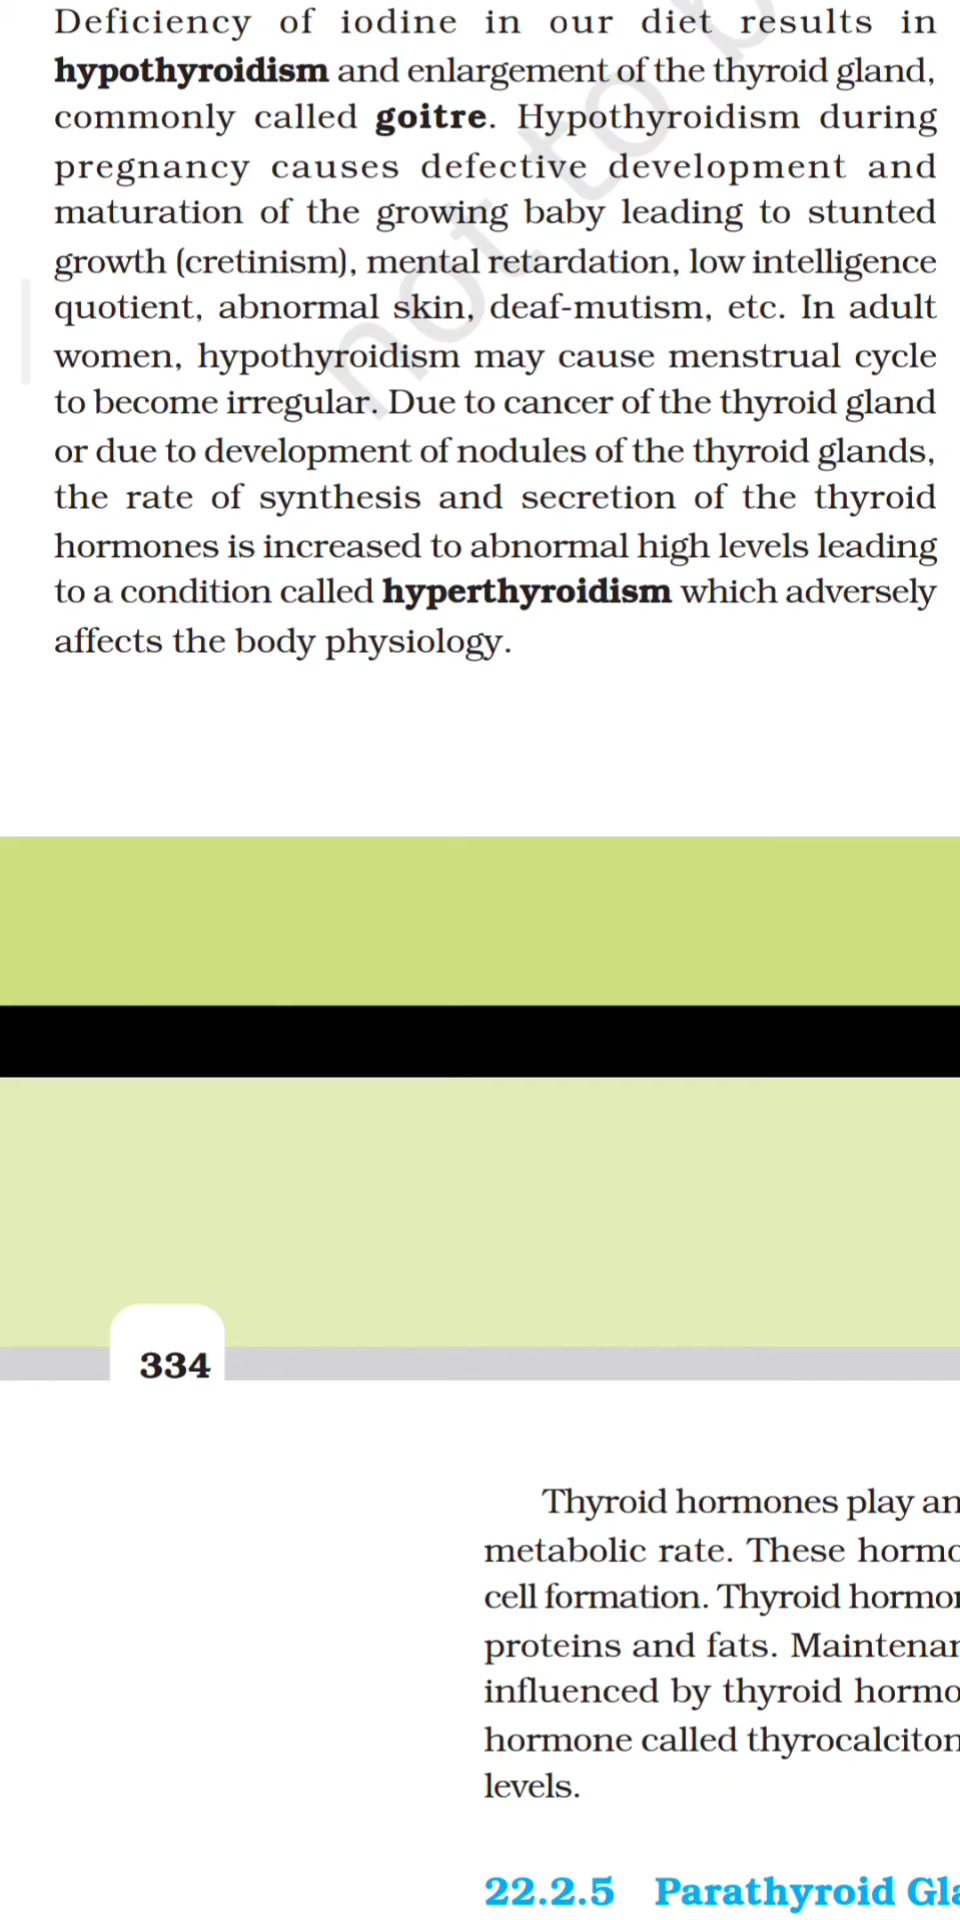 Deficiency of iodine in our diet results in
hypothyroidism and enlargement of the thyroid gland,
commonly called goitre. Hypothyroidism during
pregnancy causes defective development and
maturation of the growing baby leading to stunted
growth (cretinism), mental retardation, low intelligence
quotient, abnormal skin, deaf-mutism, etc. In adult
women, hypothyroidism may cause menstrual cycle
to become irregular. Due to cancer of the thyroid gland
or due to development of nodules of the thyroid glands,
the rate of synthesis and secretion of the thyroid
hormones is increased to abnormal high levels leading
to a condition called hyperthyroidism which adversely
affects the body physiology.
not to b
334
Thyroid hormones play an
metabolic rate. These hormo
cell formation. Thyroid hormon
proteins and fats. Maintenan
influenced by thyroid hormo
hormone called thyrocalciton
levels.
22.2.5 Parathyroid Gla